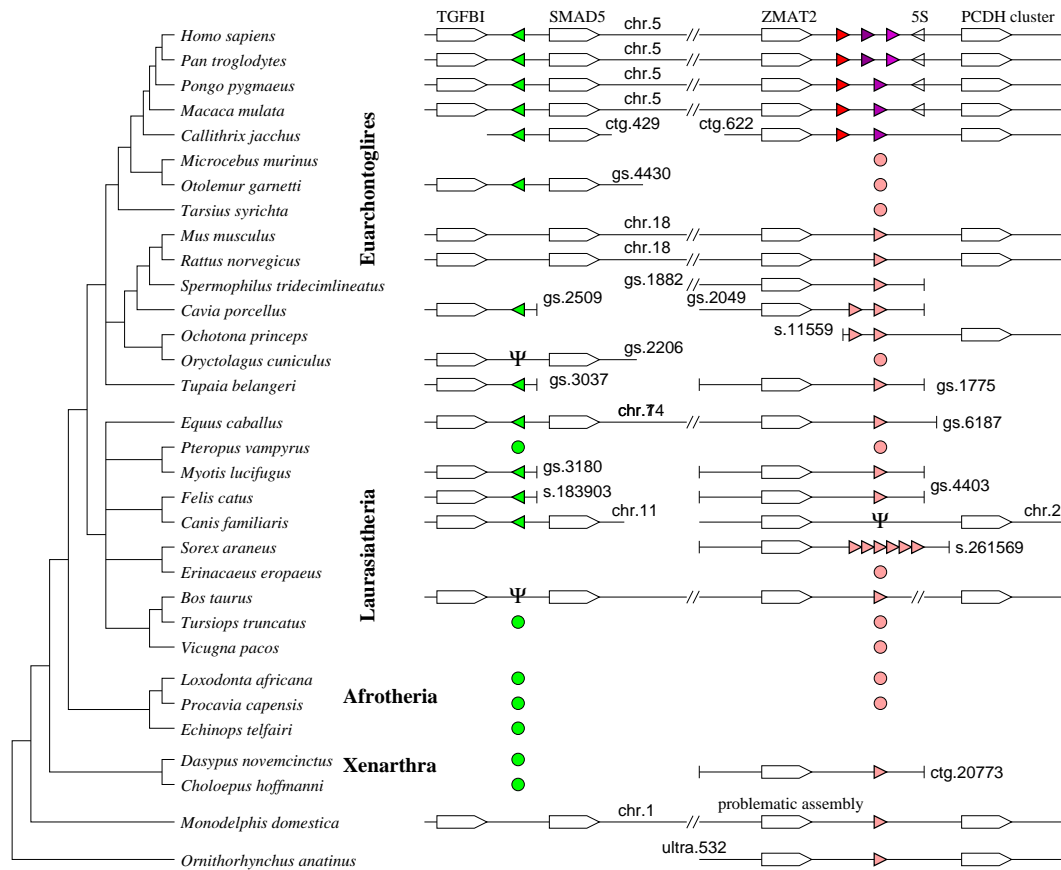 TGFBI SMAD5 ZMAT2 5S PCDH cluster
Homo sapiens chr.5
Pan troglodytes chr.5
Pongo pygmaeus chr.5
Macaca mulata chr.5
Callithrix jacchus ctg.429 ctg.622
Microcebus murinus
Otolemur garnetti gs.4430
Tarsius syrichta
Mus musculus chr.18
Rattus norvegicus chr.18
Spermophilus tridecimlineatus gs.1882
Cavia porcellus gs.2509 gs.2049
Ochotona princeps s.11559
Oryctolagus cuniculus Ψ gs.2206
Tupaia belangeri gs.3037 gs.1775
Euarchontoglires
Equus caballus gs.6187
Pteropus vampyrus
Myotis lucifugus gs.3180
Felis catus s.183903 gs.4403
Canis familiaris chr.11 Ψ chr.2
Sorex araneus s.261569
Erinacaeus eropaeus
Bos taurus Ψ
Tursiops truncatus
Vicugna pacos
Laurasiatheria
Loxodonta africana
Procavia capensis
Echinops telfairi
Afrotheria
Dasypus novemcinctus
Choloepus hoffmanni
Xenarthra
ctg.20773
Monodelphis domestica chr.1 problematic assembly
Ornithorhynchus anatinus ultra.532